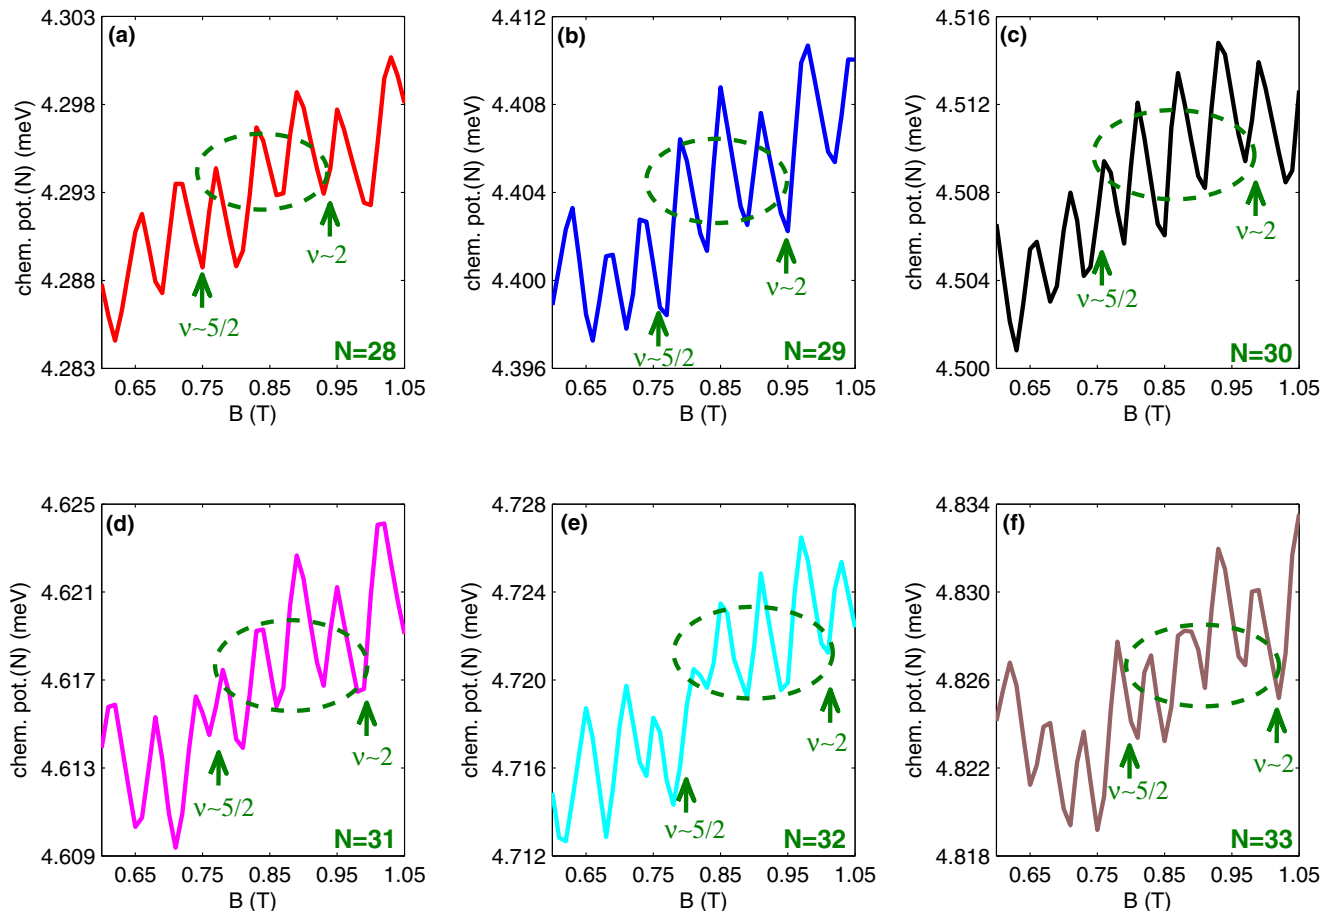 (a)
chem. pot.(N) (meV)
4.303
4.298
4.293
4.288
4.283
ν~5/2
ν~2
N=28
0.65 0.75 0.85 0.95 1.05
B (T)
(b)
chem. pot.(N) (meV)
4.412
4.408
4.404
4.400
4.396
ν~5/2
ν~2
N=29
0.65 0.75 0.85 0.95 1.05
B (T)
(c)
chem. pot.(N) (meV)
4.516
4.512
4.508
4.504
4.500
ν~5/2
ν~2
N=30
0.65 0.75 0.85 0.95 1.05
B (T)
(d)
chem. pot.(N) (meV)
4.625
4.621
4.617
4.613
4.609
ν~5/2
ν~2
N=31
0.65 0.75 0.85 0.95 1.05
B (T)
(e)
chem. pot.(N) (meV)
4.728
4.724
4.720
4.716
4.712
ν~5/2
ν~2
N=32
0.65 0.75 0.85 0.95 1.05
B (T)
(f)
chem. pot.(N) (meV)
4.834
4.830
4.826
4.822
4.818
ν~5/2
ν~2
N=33
0.65 0.75 0.85 0.95 1.05
B (T)